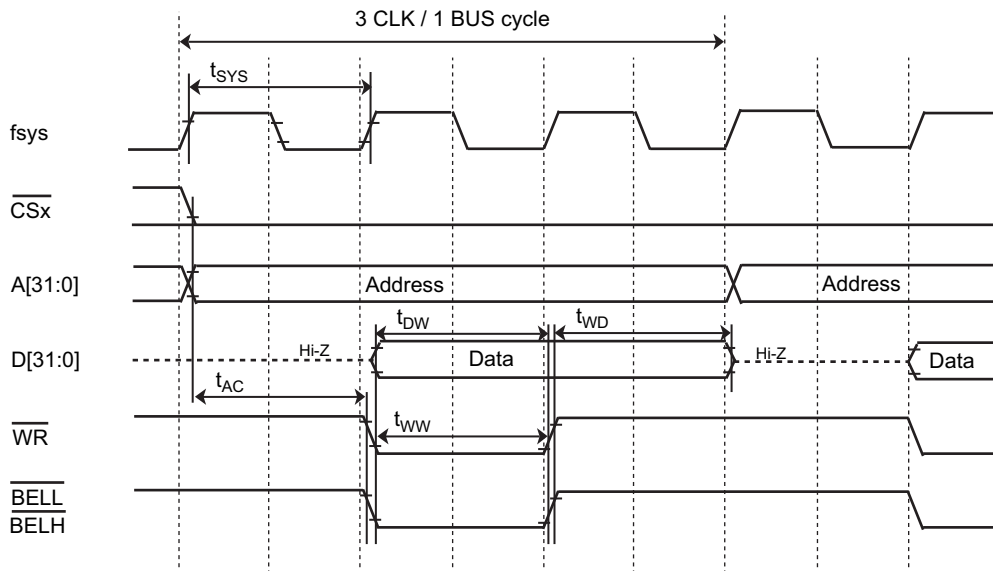 3 CLK / 1 BUS cycle
tSYS
fsys
CSx
A[31:0] Address Address
tDW tWD
D[31:0] Hi-Z Data Hi-Z Data
tAC
WR tWW
BELL
BELH